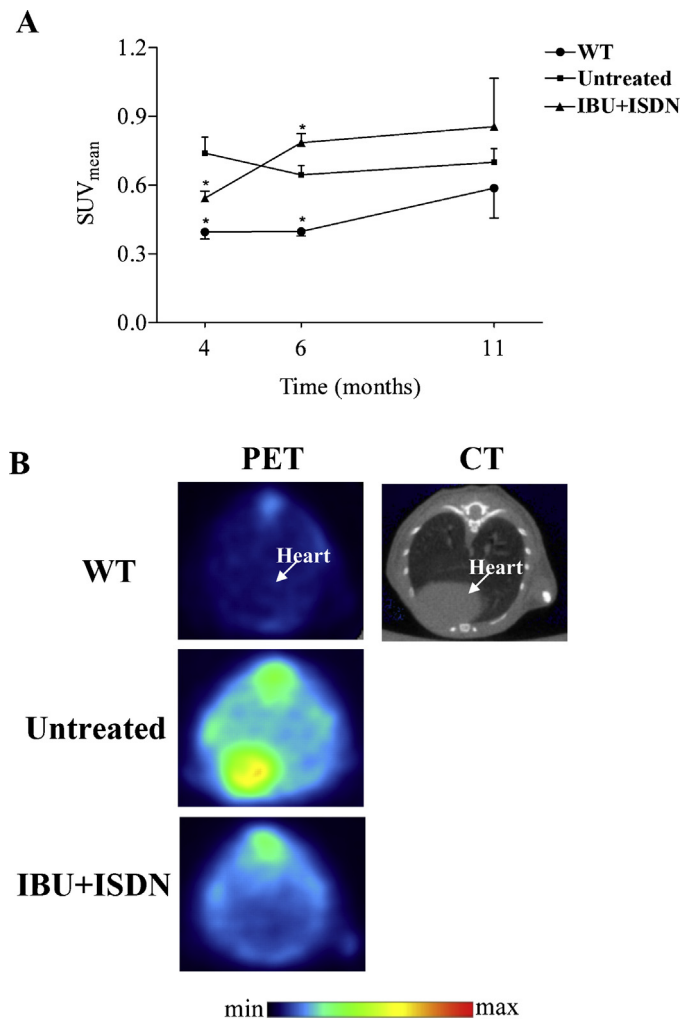 A
1.2
0.9
0.6
0.3
0.0
SUVmean
4
6
11
Time (months)
WT
Untreated
IBU+ISDN
*
*
*
*
B
PET
CT
WT
Heart
Heart
Untreated
IBU+ISDN
min
max